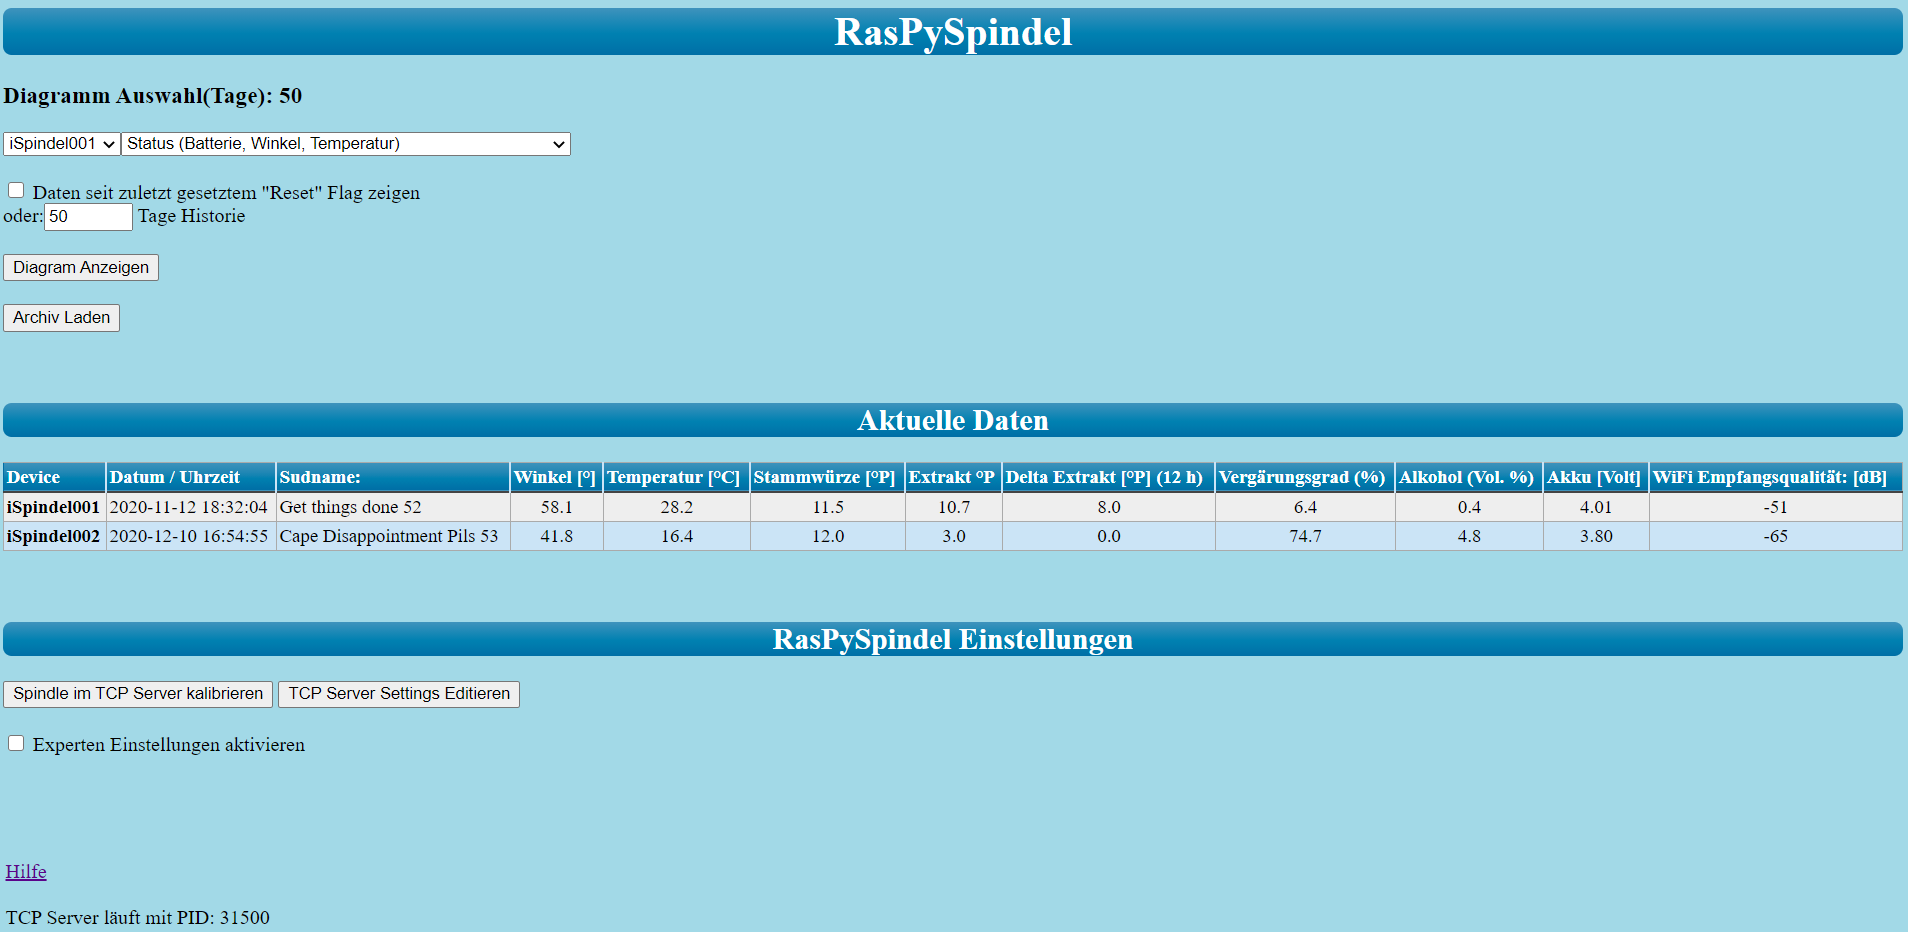 RasPySpindel
Diagramm Auswahl(Tage): 50
iSpindel001 Status (Batterie, Winkel, Temperatur)
Daten seit zuletzt gesetztem "Reset" Flag zeigen
oder: 50 Tage Historie
Diagram Anzeigen
Archiv Laden
Aktuelle Daten
Device Datum / Uhrzeit Sudname: Winkel [°] Temperatur [°C] Stammwürze [°P] Extrakt °P Delta Extrakt [°P] (12 h) Vergärungsgrad (%) Alkohol (Vol. %) Akku [Volt] WiFi Empfangsqualität: [dB]
iSpindel001 2020-11-12 18:32:04 Get things done 52 58.1 28.2 11.5 10.7 8.0 6.4 0.4 4.01 -51
iSpindel002 2020-12-10 16:54:55 Cape Disappointment Pils 53 41.8 16.4 12.0 3.0 0.0 74.7 4.8 3.80 -65
RasPySpindel Einstellungen
Spindle im TCP Server kalibrieren TCP Server Settings Editieren
Experten Einstellungen aktivieren
Hilfe
TCP Server läuft mit PID: 31500